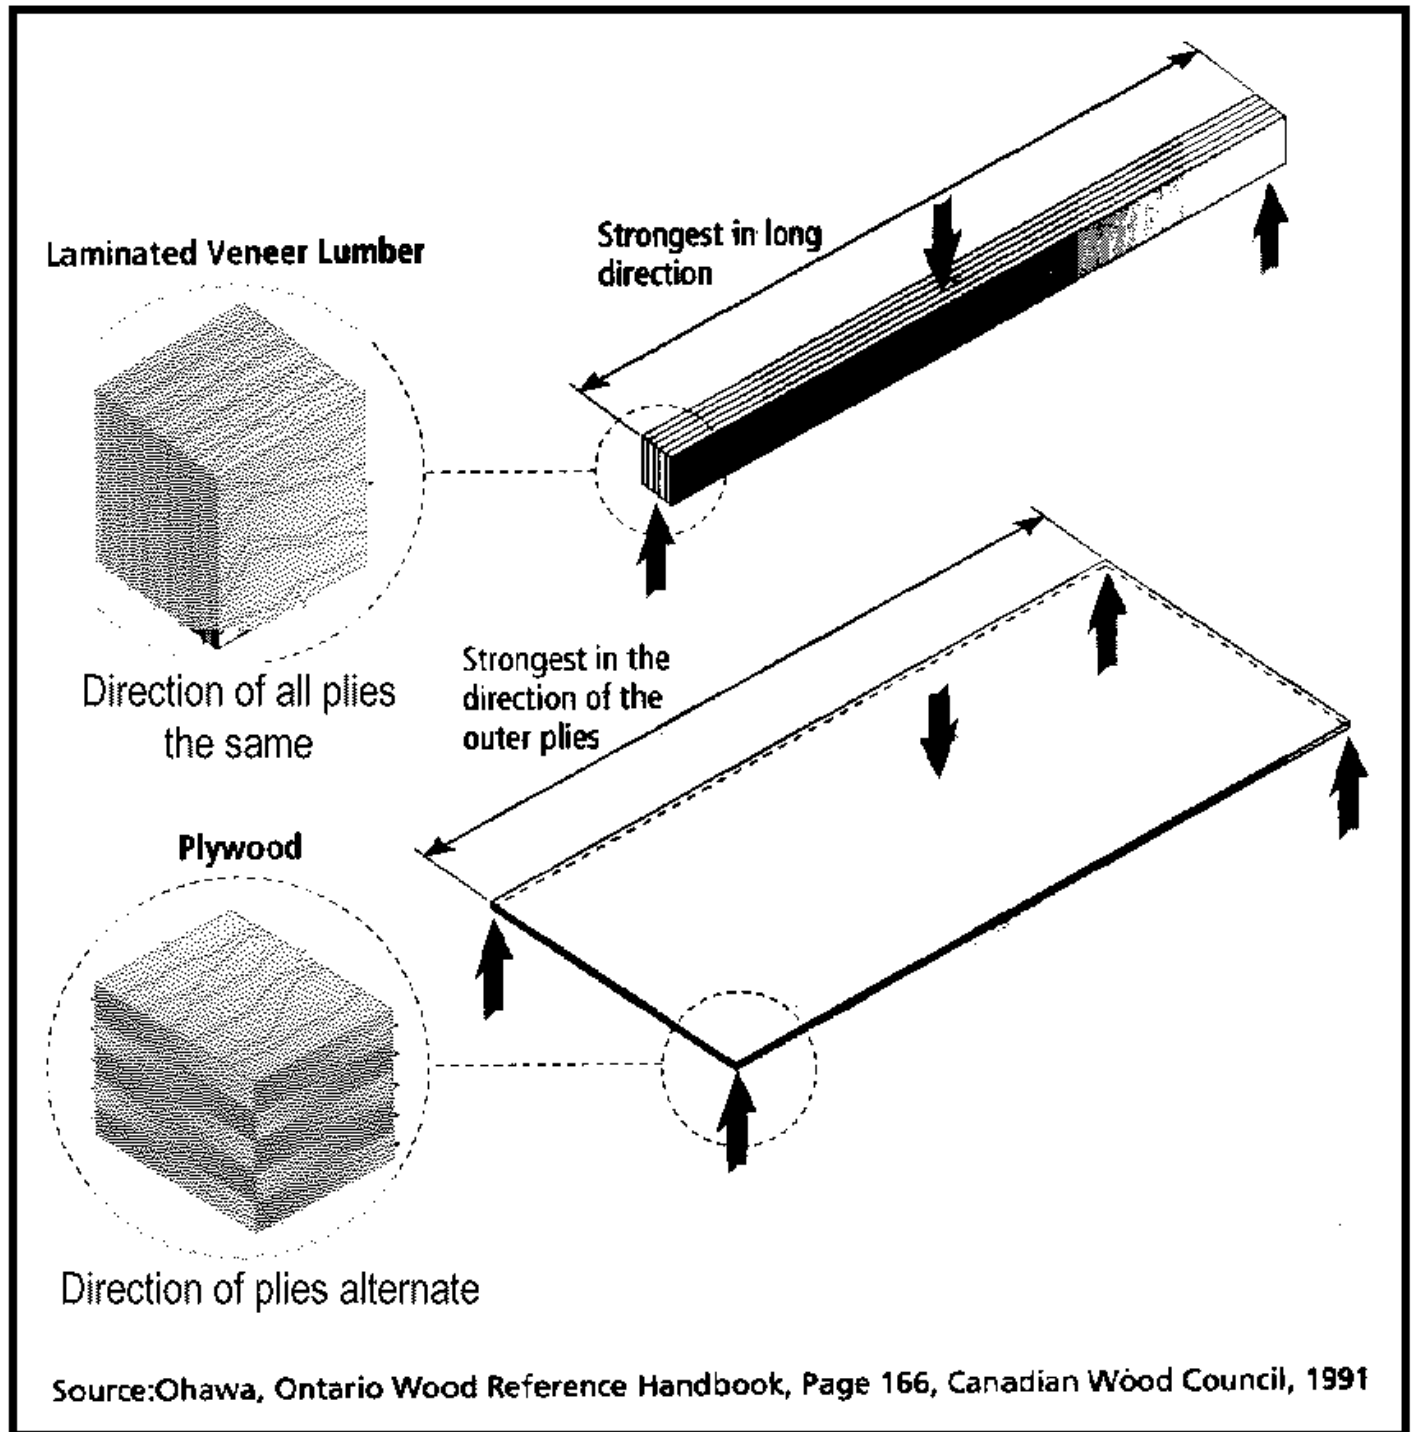 Laminated Veneer Lumber
Strongest in long
direction
Direction of all plies
the same
Strongest in the
direction of the
outer plies
Plywood
Direction of plies alternate
Source:Ohawa, Ontario Wood Reference Handbook, Page 166, Canadian Wood Council, 1991